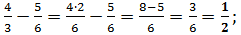 4/3 − 5/6 = 4·2/6 − 5/6 = 8−5/6 = 3/6 = 1/2;